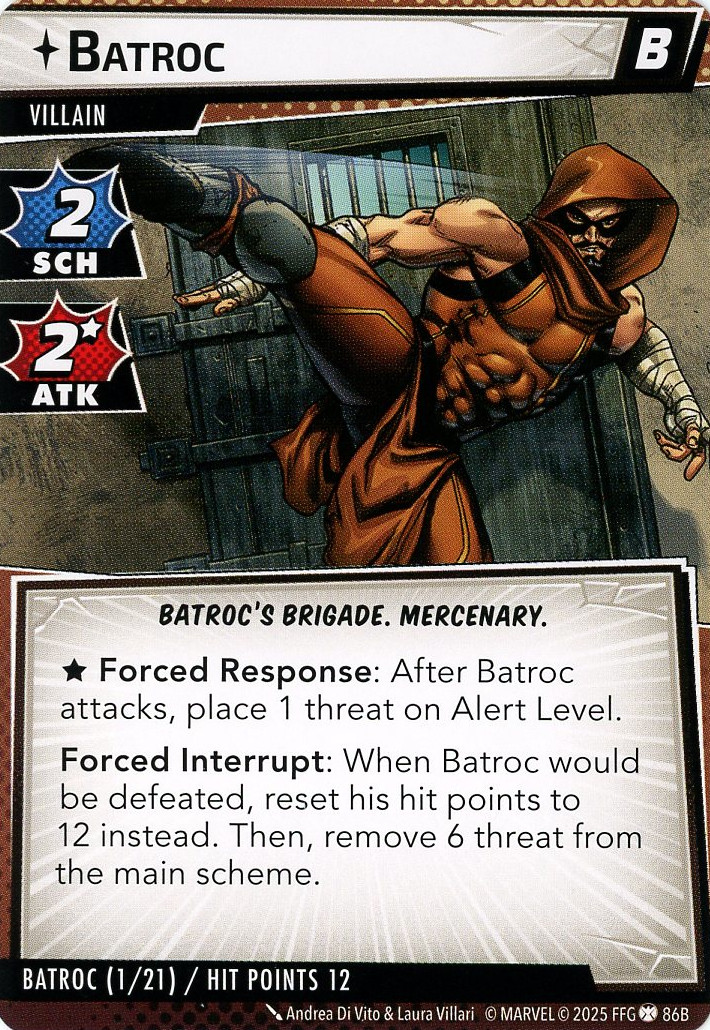 BATROC
B
VILLAIN
2
SCH
2★
ATK
BATROC'S BRIGADE. MERCENARY.
★ Forced Response: After Batroc
attacks, place 1 threat on Alert Level.
Forced Interrupt: When Batroc would
be defeated, reset his hit points to
12 instead. Then, remove 6 threat from
the main scheme.
BATROC (1/21) / HIT POINTS 12
Andrea Di Vito & Laura Villari © MARVEL © 2025 FFG 86B